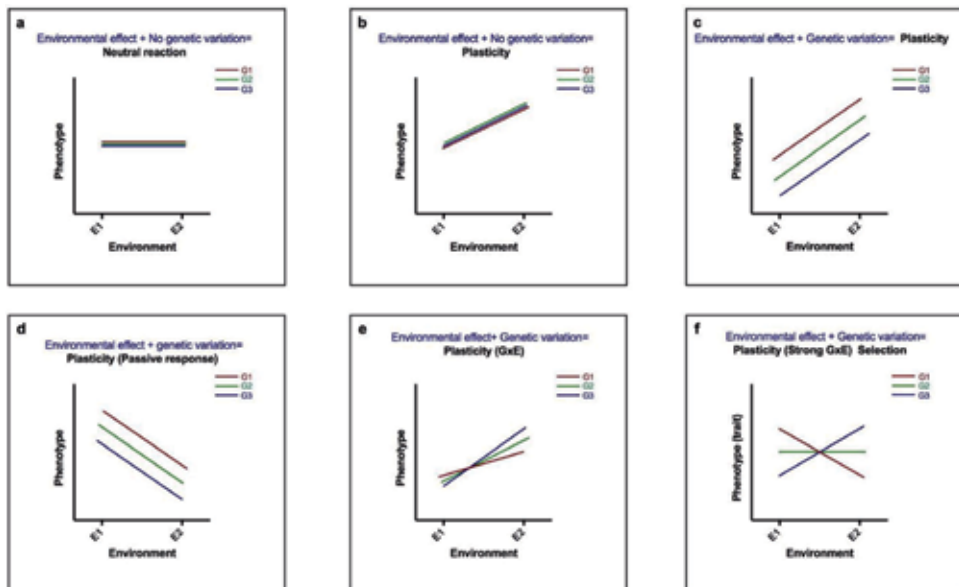 a
Environmental effect + No genetic variation=
Neutral reaction
G1
G2
G3
Phenotype
E1
E2
Environment
b
Environmental effect + No genetic variation=
Plasticity
G1
G2
G3
Phenotype
E1
E2
Environment
c
Environmental effect + Genetic variation= Plasticity
G1
G2
G3
Phenotype
E1
E2
Environment
d
Environmental effect + genetic variation=
Plasticity (Passive response)
G1
G2
G3
Phenotype
E1
E2
Environment
e
Environmental effect+ Genetic variation=
Plasticity (GxE)
G1
G2
G3
Phenotype
E1
E2
Environment
f
Environmental effect + Genetic variation=
Plasticity (Strong GxE) Selection
G1
G2
G3
Phenotype (trait)
E1
E2
Environment